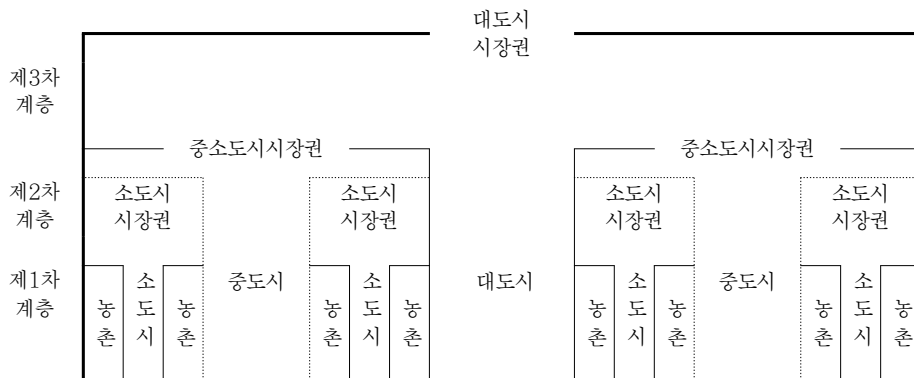 대도시
시장권
제3차
계층
중소도시시장권
중소도시시장권
제2차
계층
소도시
시장권
소도시
시장권
소도시
시장권
소도시
시장권
제1차
계층
농촌
소도시
농촌
중도시
농촌
소도시
농촌
대도시
농촌
소도시
농촌
중도시
농촌
소도시
농촌